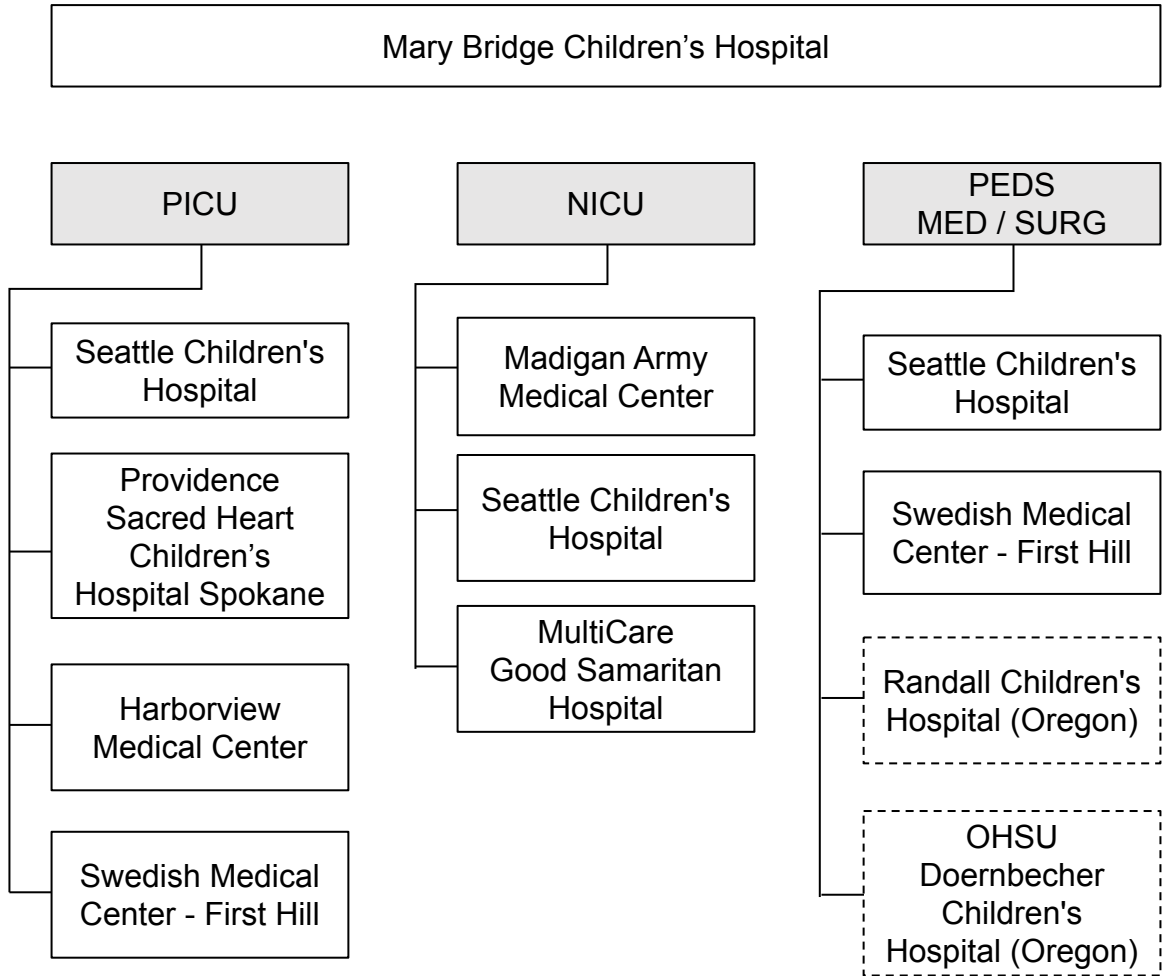 Mary Bridge Children’s Hospital
PICU
Seattle Children's
Hospital
Providence
Sacred Heart
Children’s
Hospital Spokane
Harborview
Medical Center
Swedish Medical
Center - First Hill
NICU
Madigan Army
Medical Center
Seattle Children's
Hospital
MultiCare
Good Samaritan
Hospital
PEDS
MED / SURG
Seattle Children's
Hospital
Swedish Medical
Center - First Hill
Randall Children's
Hospital (Oregon)
OHSU
Doernbecher
Children's
Hospital (Oregon)